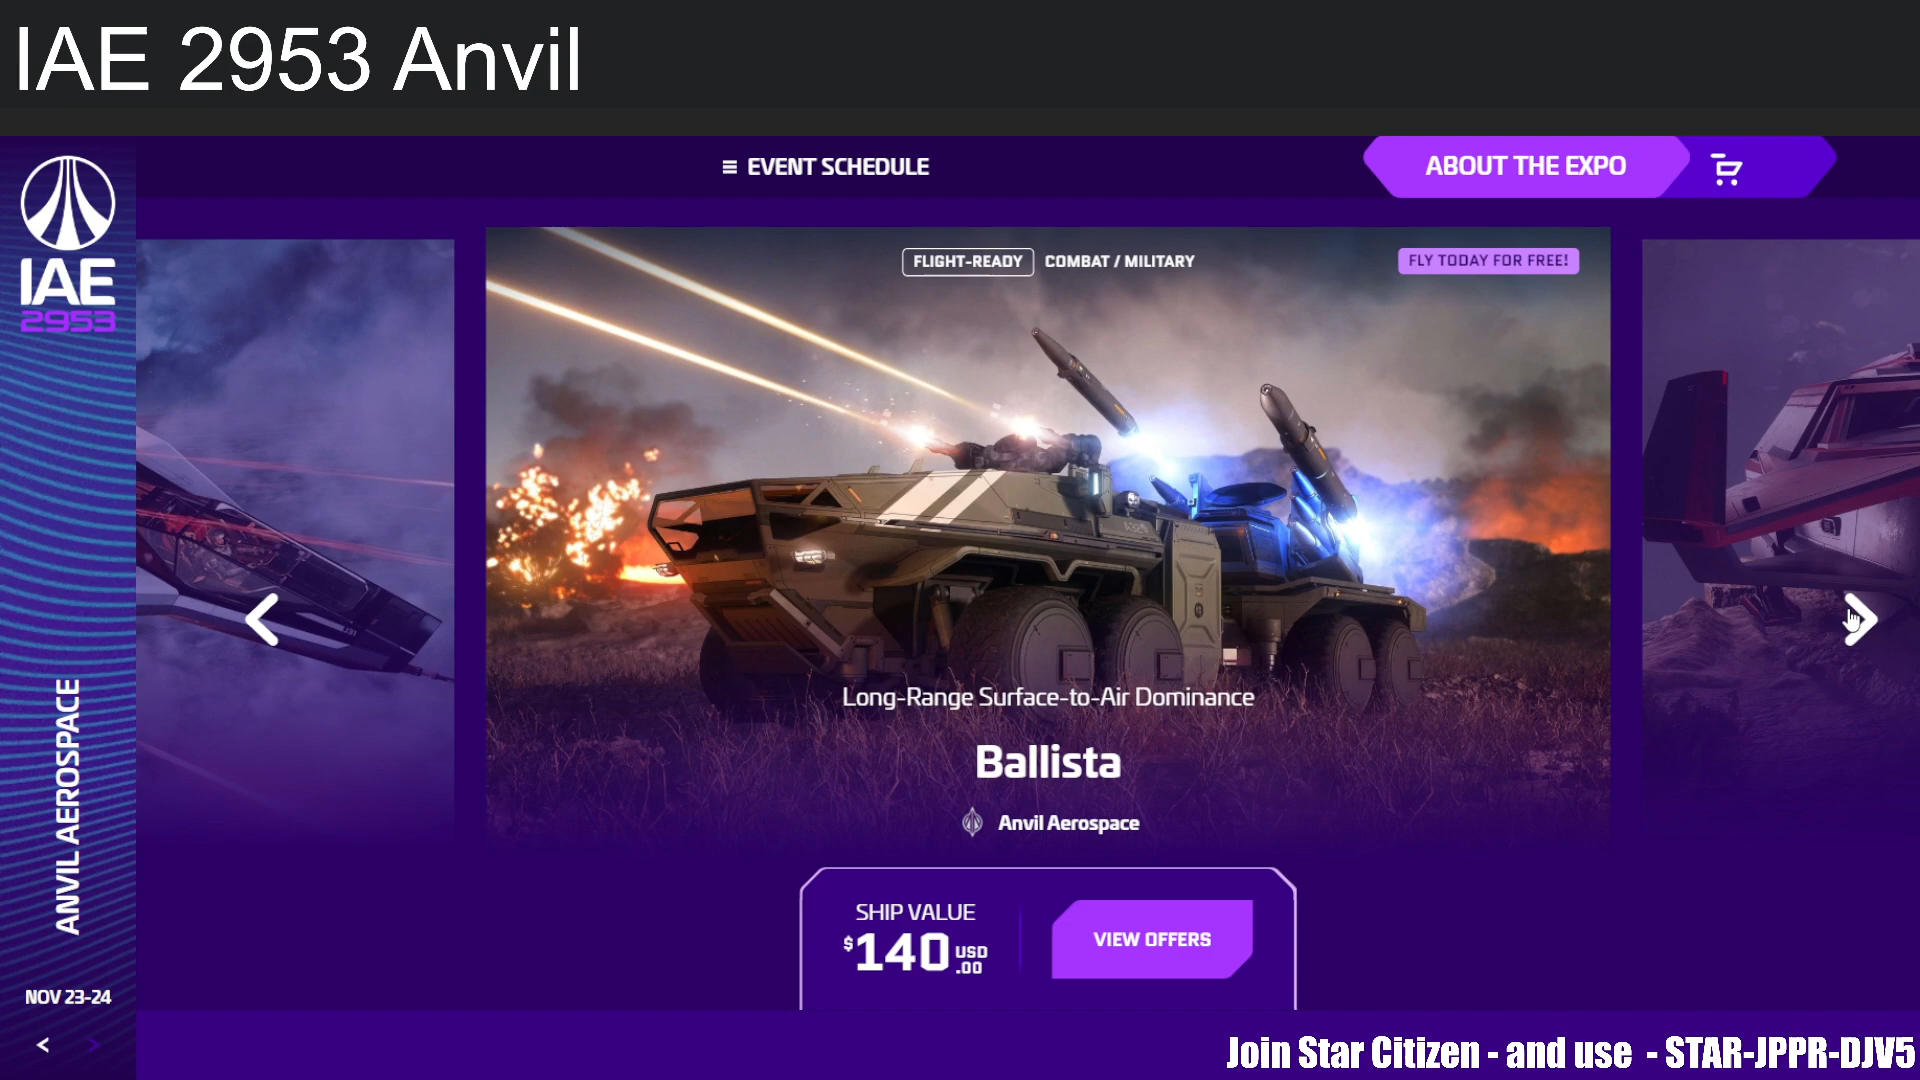 IAE 2953 Anvil
EVENT SCHEDULE
ABOUT THE EXPO
IAE
2953
FLIGHT-READY
COMBAT / MILITARY
FLY TODAY FOR FREE!
Long-Range Surface-to-Air Dominance
Ballista
Anvil Aerospace
SHIP VALUE
$140 USD .00
VIEW OFFERS
ANVIL AEROSPACE
NOV 23-24
Join Star Citizen - and use - STAR-JPPR-DJV5